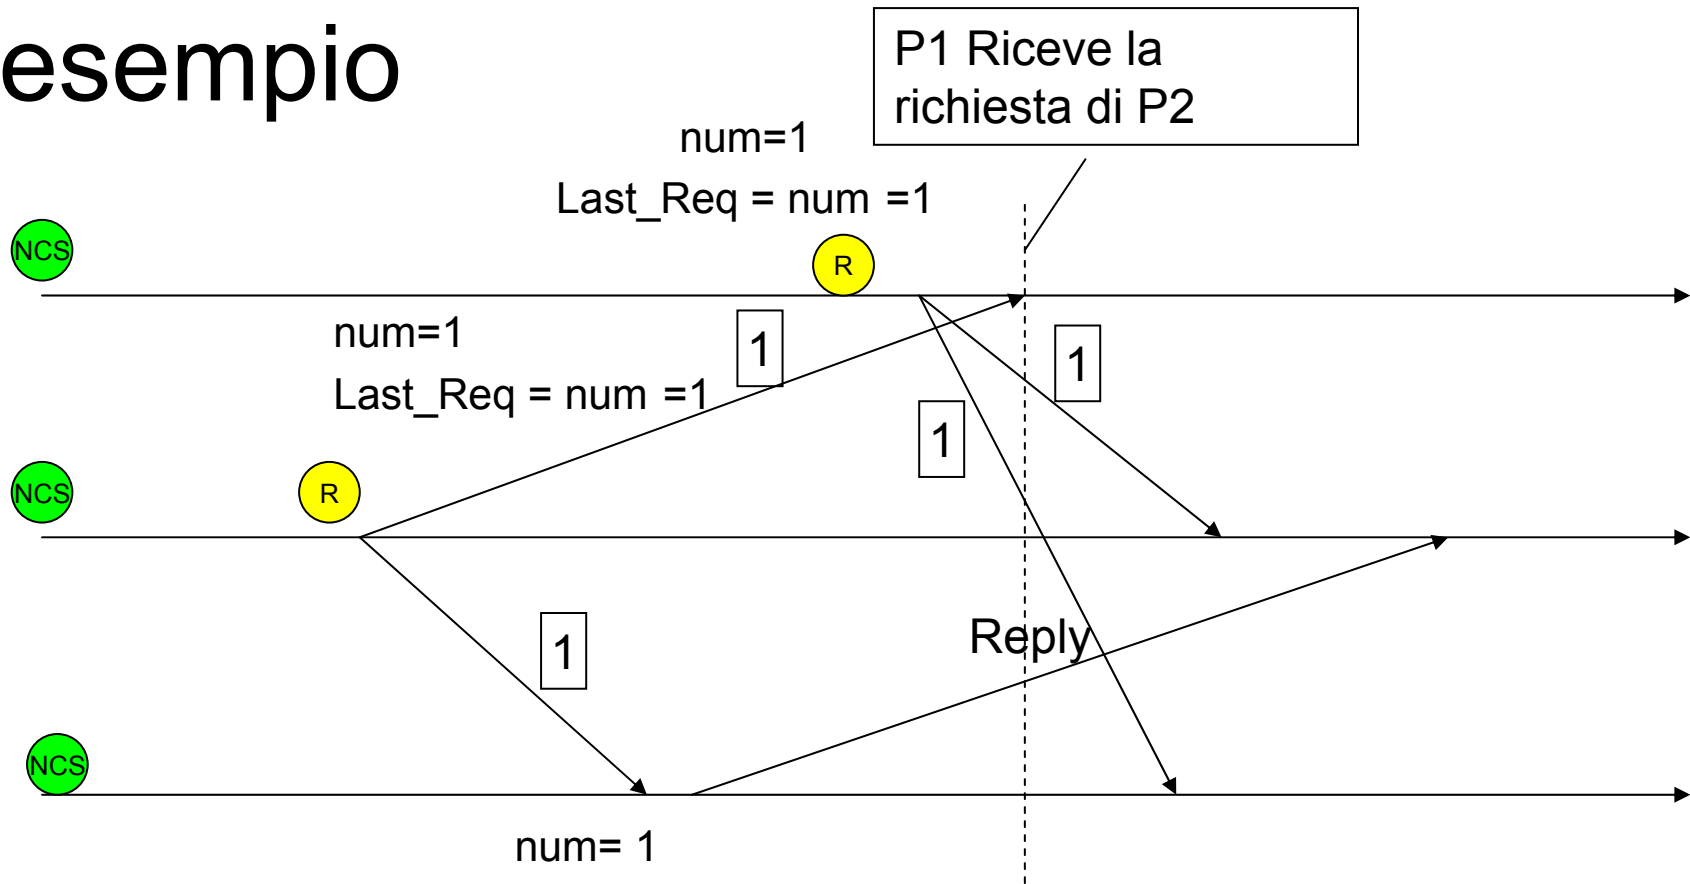 esempio
P1 Riceve la
richiesta di P2
num=1
Last_Req = num =1
NCS
R
num=1
1
1
Last_Req = num =1
1
NCS
R
Reply
1
NCS
num= 1